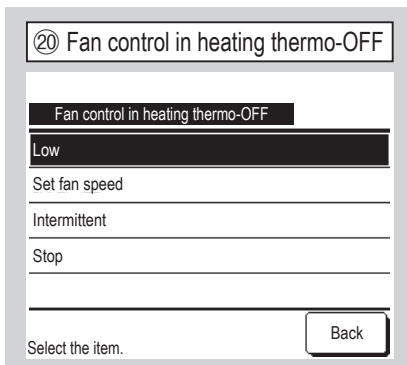 ⑳ Fan control in heating thermo-OFF
Fan control in heating thermo-OFF
Low
Set fan speed
Intermittent
Stop
Select the item.
Back